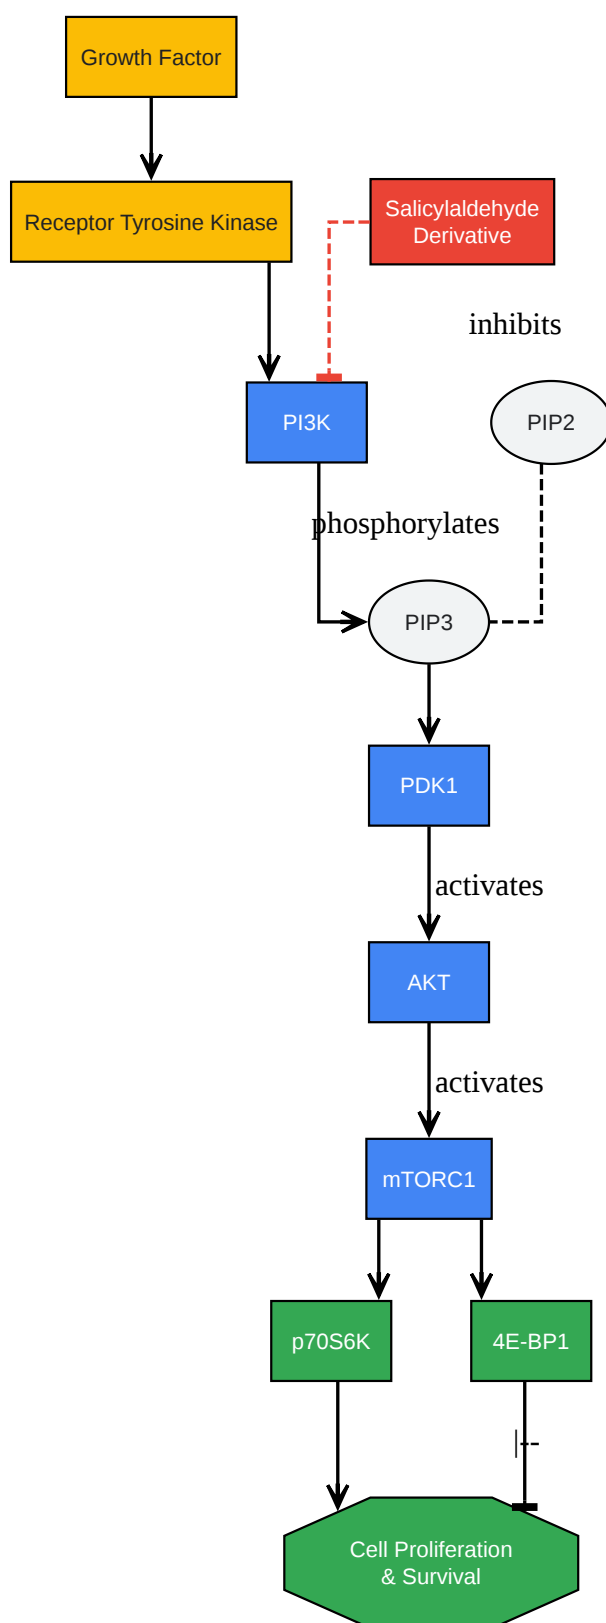 Growth Factor
Receptor Tyrosine Kinase
Salicylaldehyde
Derivative
inhibits
PI3K
PIP2
phosphorylates
PIP3
PDK1
activates
AKT
activates
mTORC1
p70S6K
4E-BP1
|--
Cell Proliferation
& Survival